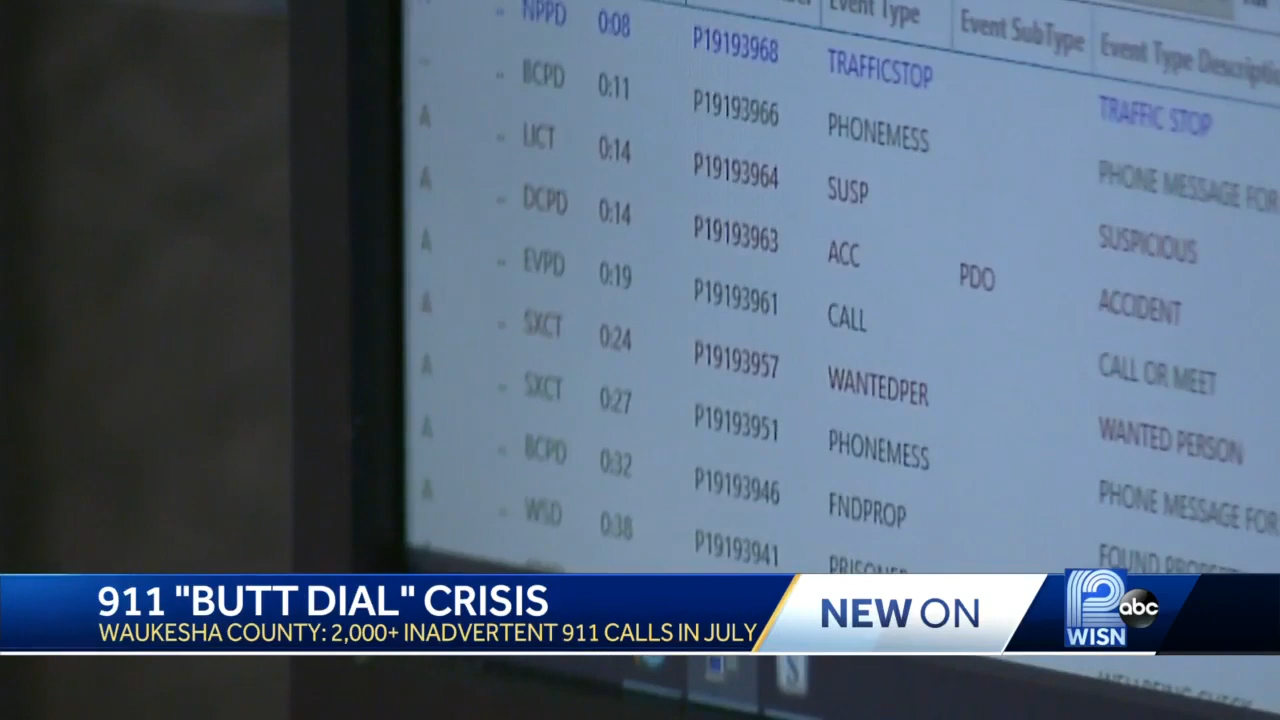 Event Type Event SubType Event Type Descriptio
NPPD 0:08 P19193968 TRAFFICSTOP TRAFFIC STOP
BCPD 0:11 P19193966 PHONEMESS PHONE MESSAGE FOR
A UCT 0:14 P19193964 SUSP SUSPICIOUS
A DCPD 0:14 P19193963 ACC PDO ACCIDENT
A EVPD 0:19 P19193961 CALL CALL OR MEET
A SXCT 0:24 P19193957 WANTEDPER WANTED PERSON
A SXCT 0:27 P19193951 PHONEMESS PHONE MESSAGE FOR
A BCPD 0:32 P19193946 FNDPROP FOUND PROPERT
A WSD 0:38 P19193941 PRISONER
911 "BUTT DIAL" CRISIS
WAUKESHA COUNTY: 2,000+ INADVERTENT 911 CALLS IN JULY
NEW ON
12 abc
WISN